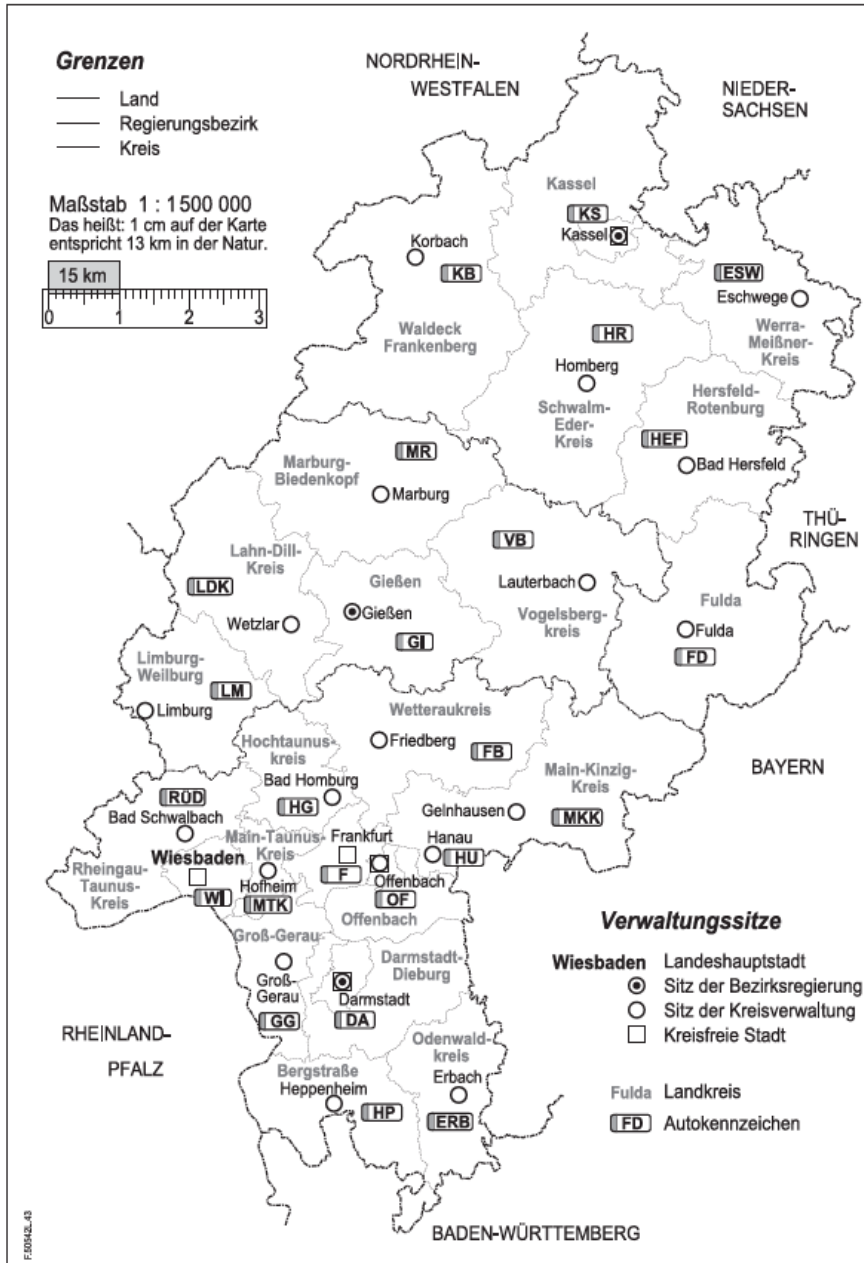 Grenzen
Land
Regierungsbezirk
Kreis
Maßstab 1 : 1500 000
Das heißt: 1 cm auf der Karte
entspricht 13 km in der Natur.
15 km
0 1 2 3
NORDRHEIN-
WESTFALEN
NIEDER-
SACHSEN
Kassel
KS
Kassel
Korbach
KB
Waldeck
Frankenberg
ESW
Eschwege
Werra-
Meißner-
Kreis
HR
Homberg
Schwalm-
Eder-
Kreis
Hersfeld-
Rotenburg
HEF
Bad Hersfeld
MR
Marburg-
Biedenkopf
Marburg
THÜ-
RINGEN
VB
Lauterbach
Vogelsberg-
kreis
Lahn-Dill-
Kreis
LDK
Wetzlar
Gießen
Gießen
GI
Fulda
Fulda
FD
Limburg-
Weilburg
LM
Limburg
Wetteraukreis
Friedberg
FB
Hochtaunus-
kreis
Bad Homburg
HG
Main-Kinzig-
Kreis
Gelnhausen
MKK
BAYERN
RÜD
Bad Schwalbach
Wiesbaden
Rheingau-
Taunus-
Kreis
WI
Main-Taunus-
Kreis
Hofheim
MTK
Frankfurt
F
Hanau
HU
Offenbach
OF
Offenbach
Groß-Gerau
Groß-
Gerau
GG
Darmstadt-
Dieburg
Darmstadt
DA
Odenwald-
kreis
Erbach
ERB
Bergstraße
Heppenheim
HP
RHEINLAND-
PFALZ
BADEN-WÜRTTEMBERG
Verwaltungssitze
Wiesbaden Landeshauptstadt
Sitz der Bezirksregierung
Sitz der Kreisverwaltung
Kreisfreie Stadt
Fulda Landkreis
FD Autokennzeichen
F.50542L.43